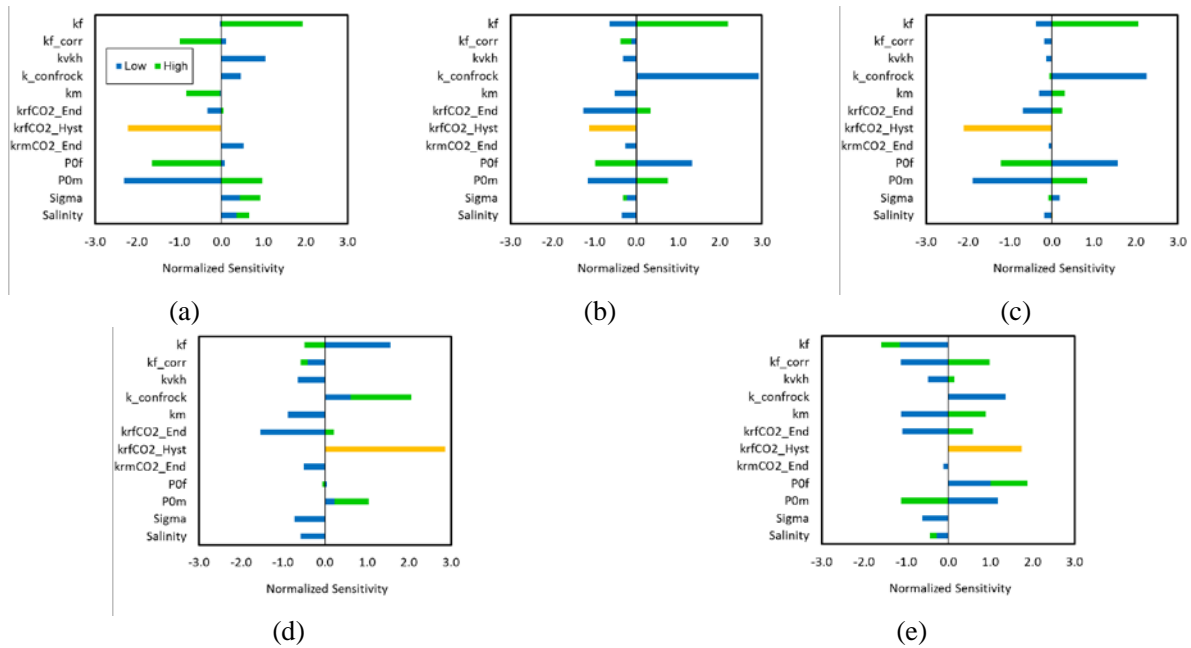 kf
kf_corr
kvkh
k_confrock
km
krfCO2_End
krfCO2_Hyst
krmCO2_End
P0f
P0m
Sigma
Salinity
Low High
-3.0 -2.0 -1.0 0.0 1.0 2.0 3.0
Normalized Sensitivity
(a)
kf
kf_corr
kvkh
k_confrock
km
krfCO2_End
krfCO2_Hyst
krmCO2_End
P0f
P0m
Sigma
Salinity
-3.0 -2.0 -1.0 0.0 1.0 2.0 3.0
Normalized Sensitivity
(b)
kf
kf_corr
kvkh
k_confrock
km
krfCO2_End
krfCO2_Hyst
krmCO2_End
P0f
P0m
Sigma
Salinity
-3.0 -2.0 -1.0 0.0 1.0 2.0 3.0
Normalized Sensitivity
(c)
kf
kf_corr
kvkh
k_confrock
km
krfCO2_End
krfCO2_Hyst
krmCO2_End
P0f
P0m
Sigma
Salinity
-3.0 -2.0 -1.0 0.0 1.0 2.0 3.0
Normalized Sensitivity
(d)
kf
kf_corr
kvkh
k_confrock
km
krfCO2_End
krfCO2_Hyst
krmCO2_End
P0f
P0m
Sigma
Salinity
-3.0 -2.0 -1.0 0.0 1.0 2.0 3.0
Normalized Sensitivity
(e)